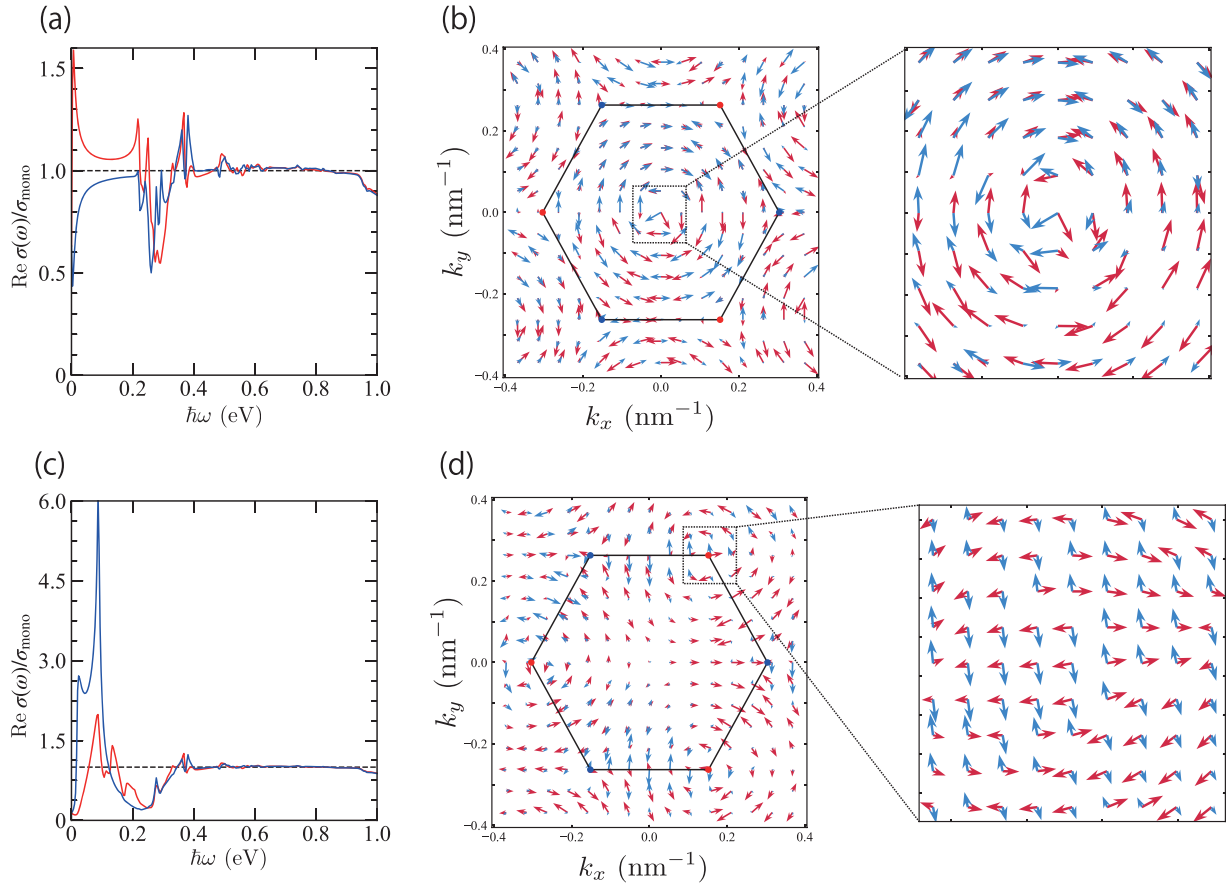 (a)
1.5
1.0
0.5
0
0 0.2 0.4 0.6 0.8 1.0
Re σ(ω)/σmono
ħω (eV)
(b)
0.4
0.2
0.0
−0.2
−0.4
−0.4 −0.2 0.0 0.2 0.4
ky (nm−1)
kx (nm−1)
(c)
6.0
4.5
3.0
1.5
0
0 0.2 0.4 0.6 0.8 1.0
Re σ(ω)/σmono
ħω (eV)
(d)
0.4
0.2
0.0
−0.2
−0.4
−0.4 −0.2 0.0 0.2 0.4
ky (nm−1)
kx (nm−1)